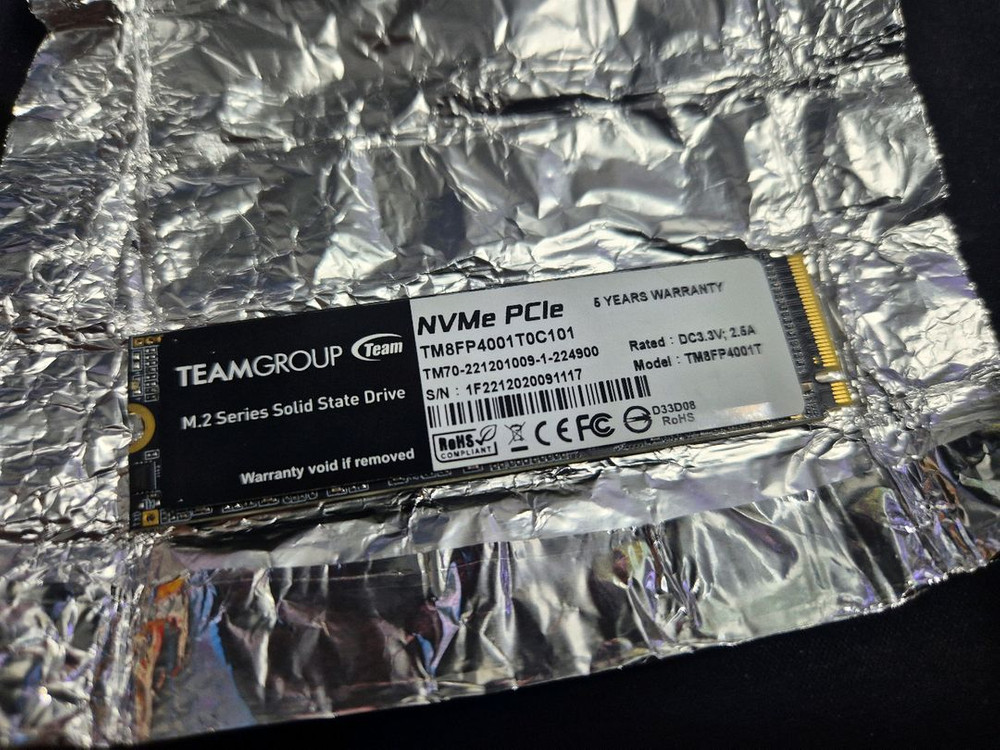 TEAMGROUP Team
M.2 Series Solid State Drive
Warranty void if removed
NVMe PCIe
5 YEARS WARRANTY
TM8FP4001T0C101
TM70-221201009-1-224900
S/N : 1F2212020091117
Rated : DC3.3V; 2.5A
Model : TM8FP4001T
RoHS
COMPLIANT
CE FC
D33D08
RoHS